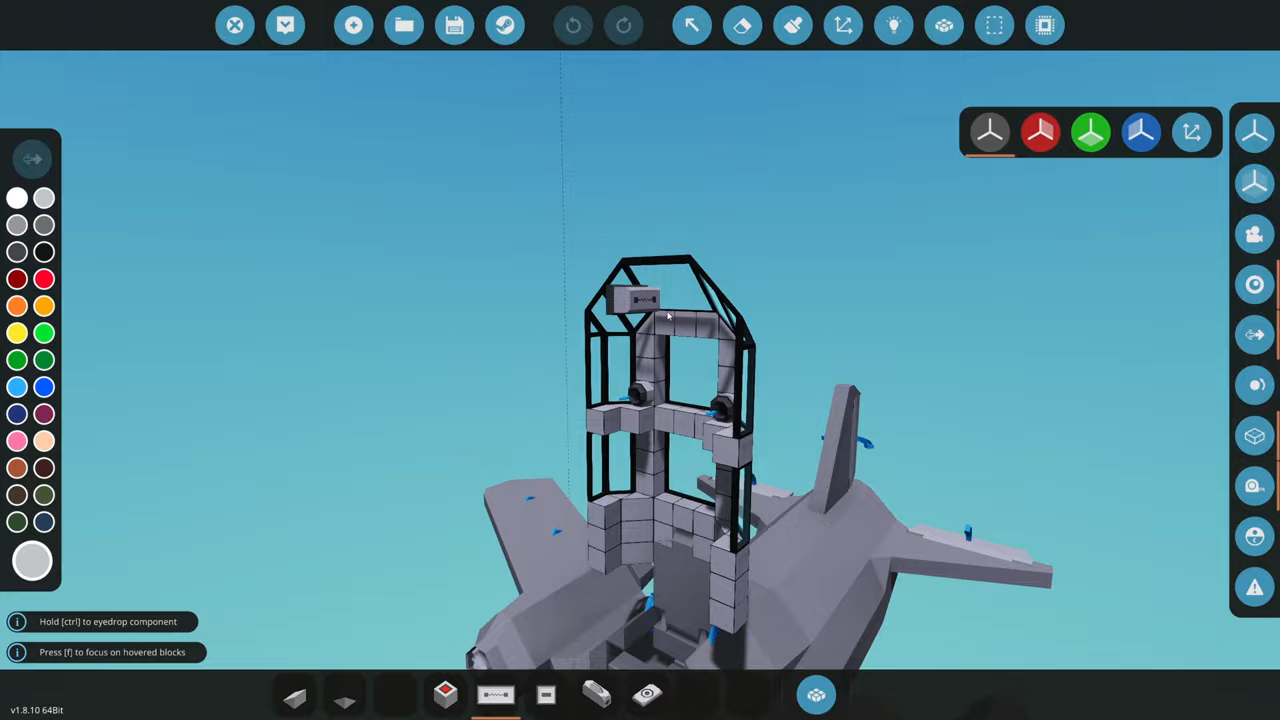 Hold [ctrl] to eyedrop component
Press [f] to focus on hovered blocks
v1.8.10 64Bit